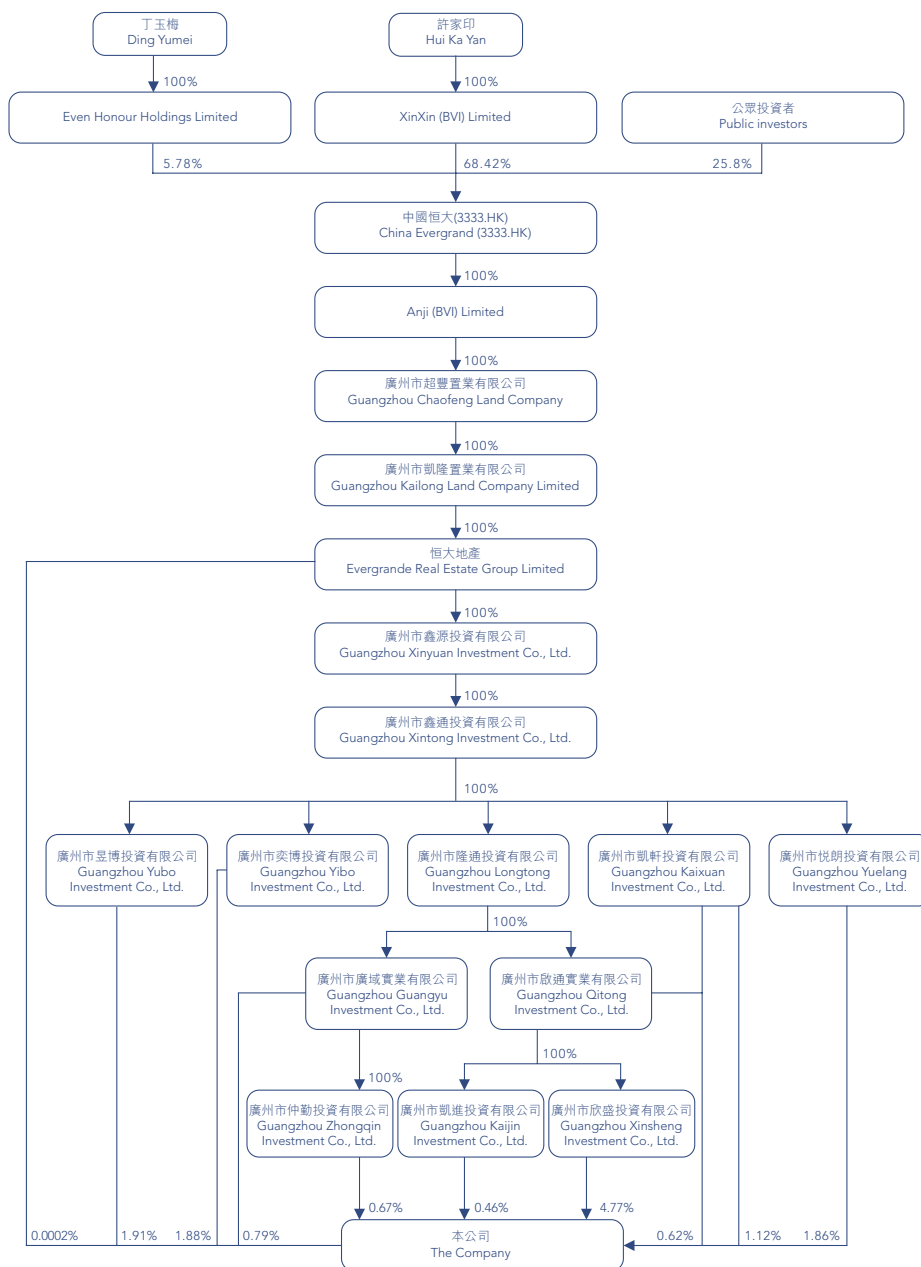 丁玉梅
Ding Yumei
許家印
Hui Ka Yan
100%
100%
Even Honour Holdings Limited
XinXin (BVI) Limited
公眾投資者
Public investors
5.78%
68.42%
25.8%
中國恒大(3333.HK)
China Evergrand (3333.HK)
100%
Anji (BVI) Limited
100%
廣州市超豐置業有限公司
Guangzhou Chaofeng Land Company
100%
廣州市凱隆置業有限公司
Guangzhou Kailong Land Company Limited
100%
恒大地產
Evergrande Real Estate Group Limited
100%
廣州市鑫源投資有限公司
Guangzhou Xinyuan Investment Co., Ltd.
100%
廣州市鑫通投資有限公司
Guangzhou Xintong Investment Co., Ltd.
100%
廣州市昱博投資有限公司
Guangzhou Yubo
Investment Co., Ltd.
廣州市奕博投資有限公司
Guangzhou Yibo
Investment Co., Ltd.
廣州市隆通投資有限公司
Guangzhou Longtong
Investment Co., Ltd.
廣州市凱軒投資有限公司
Guangzhou Kaixuan
Investment Co., Ltd.
廣州市悦朗投資有限公司
Guangzhou Yuelang
Investment Co., Ltd.
100%
廣州市廣域實業有限公司
Guangzhou Guangyu
Investment Co., Ltd.
廣州市啟通實業有限公司
Guangzhou Qitong
Investment Co., Ltd.
100%
100%
廣州市仲勤投資有限公司
Guangzhou Zhongqin
Investment Co., Ltd.
廣州市凱進投資有限公司
Guangzhou Kaijin
Investment Co., Ltd.
廣州市欣盛投資有限公司
Guangzhou Xinsheng
Investment Co., Ltd.
0.67%
0.46%
4.77%
0.0002%
1.91%
1.88%
0.79%
本公司
The Company
0.62%
1.12%
1.86%